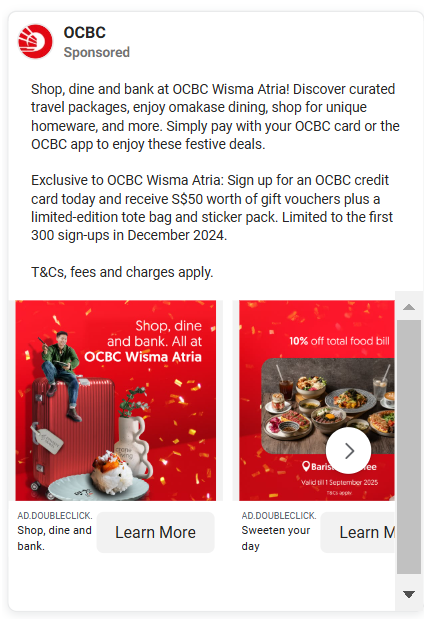 OCBC
Sponsored
Shop, dine and bank at OCBC Wisma Atria! Discover curated
travel packages, enjoy omakase dining, shop for unique
homeware, and more. Simply pay with your OCBC card or the
OCBC app to enjoy these festive deals.
Exclusive to OCBC Wisma Atria: Sign up for an OCBC credit
card today and receive S$50 worth of gift vouchers plus a
limited-edition tote bag and sticker pack. Limited to the first
300 sign-ups in December 2024.
T&Cs, fees and charges apply.
Shop, dine
and bank. All at
OCBC Wisma Atria
10% off total food bill
Valid till 1 September 2025
T&Cs apply
AD.DOUBLECLICK.
Shop, dine and
bank.
Learn More
AD.DOUBLECLICK.
Sweeten your
day
Learn M